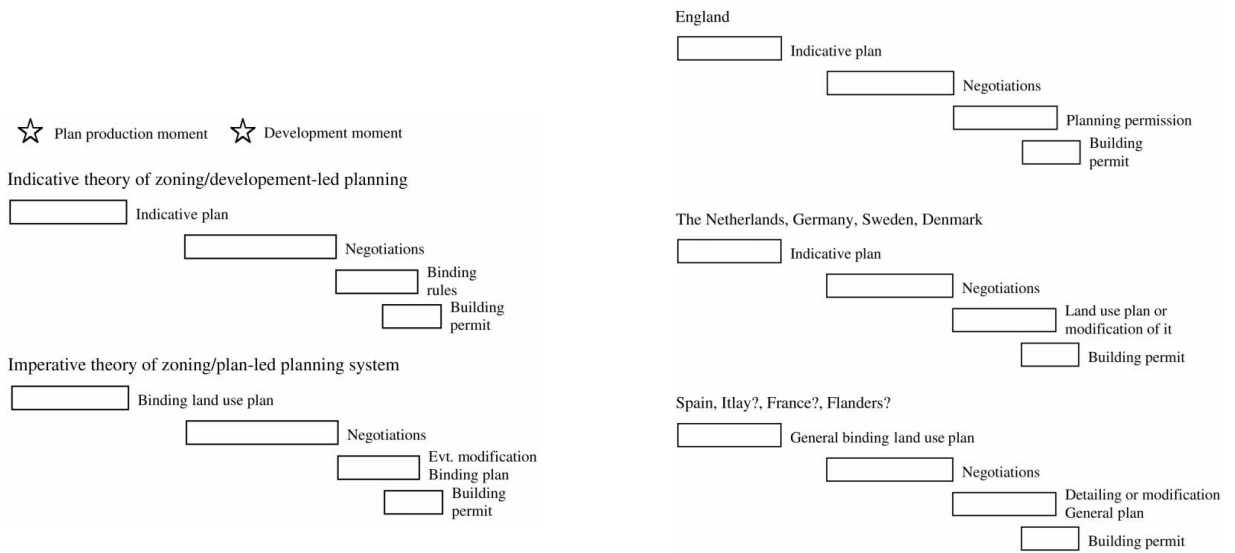 Plan production moment
Development moment
Indicative theory of zoning/developement-led planning
Indicative plan
Negotiations
Binding
rules
Building
permit
Imperative theory of zoning/plan-led planning system
Binding land use plan
Negotiations
Evt. modification
Binding plan
Building
permit
England
Indicative plan
Negotiations
Planning permission
Building
permit
The Netherlands, Germany, Sweden, Denmark
Indicative plan
Negotiations
Land use plan or
modification of it
Building permit
Spain, Itlay?, France?, Flanders?
General binding land use plan
Negotiations
Detailing or modification
General plan
Building permit